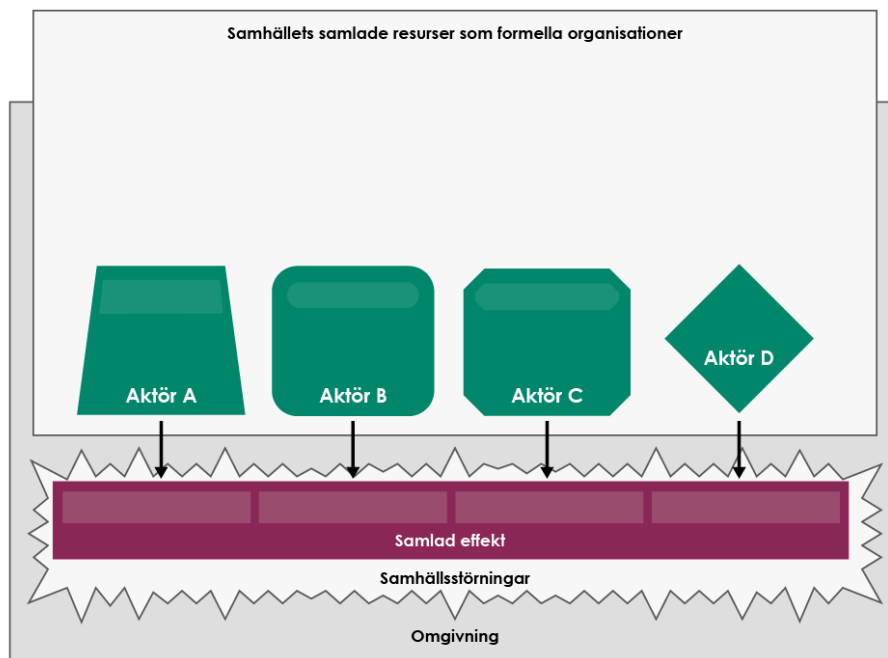 Samhällets samlade resurser som formella organisationer
Aktör A
Aktör B
Aktör C
Aktör D
Samlad effekt
Samhällsstörningar
Omgivning